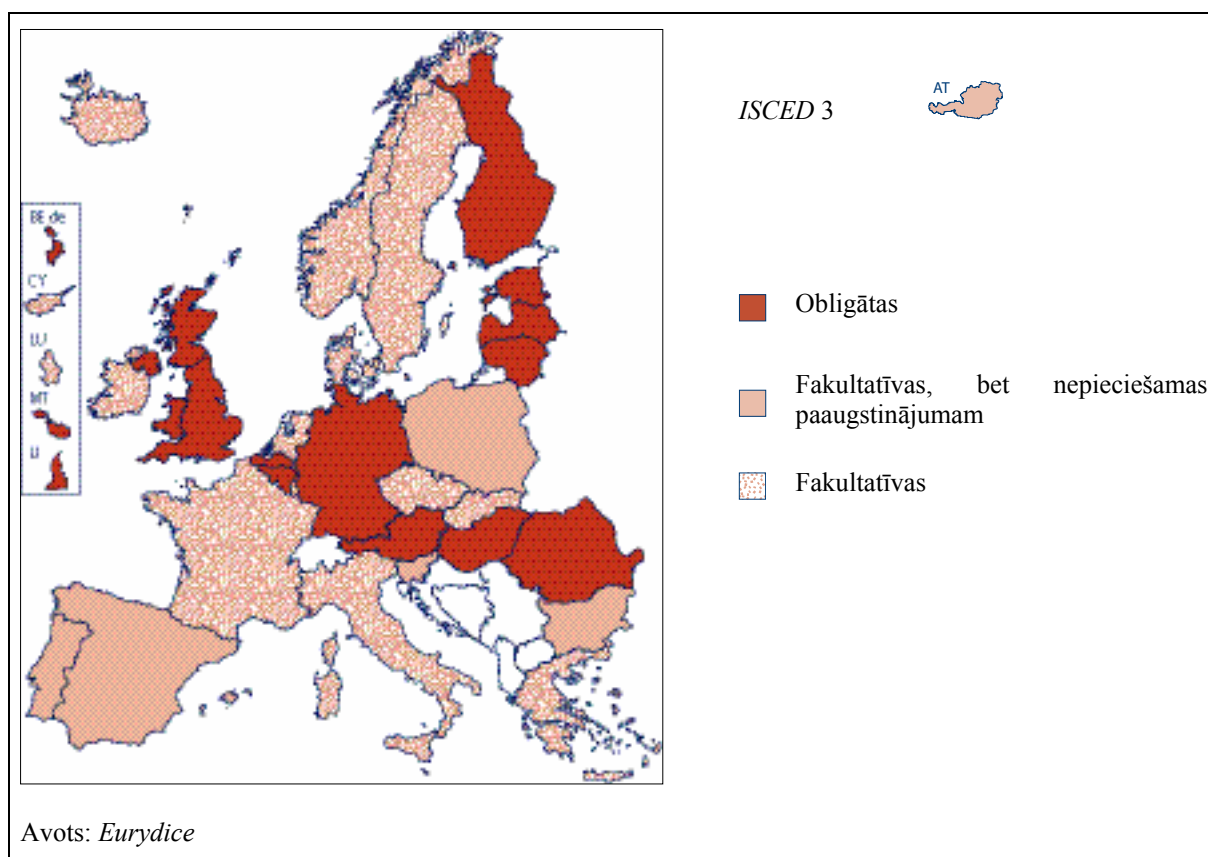 ISCED 3
AT
BE de
CY
LU
MT
LI
Obligātas
Fakultatīvas, bet nepieciešamas
paaugstinājumam
Fakultatīvas
Avots: Eurydice